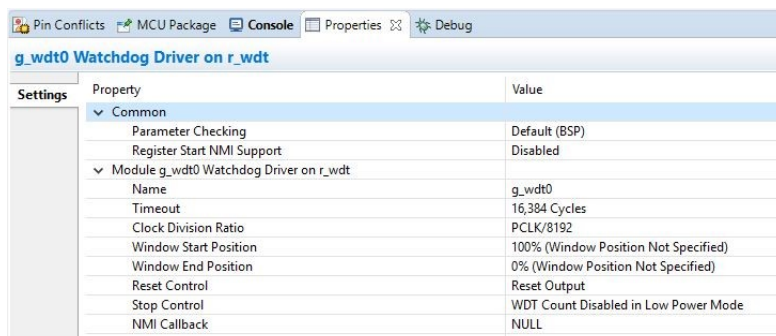 Pin Conflicts MCU Package Console Properties Debug
g_wdt0 Watchdog Driver on r_wdt
Settings Property Value
Common
Parameter Checking Default (BSP)
Register Start NMI Support Disabled
Module g_wdt0 Watchdog Driver on r_wdt
Name g_wdt0
Timeout 16,384 Cycles
Clock Division Ratio PCLK/8192
Window Start Position 100% (Window Position Not Specified)
Window End Position 0% (Window Position Not Specified)
Reset Control Reset Output
Stop Control WDT Count Disabled in Low Power Mode
NMI Callback NULL